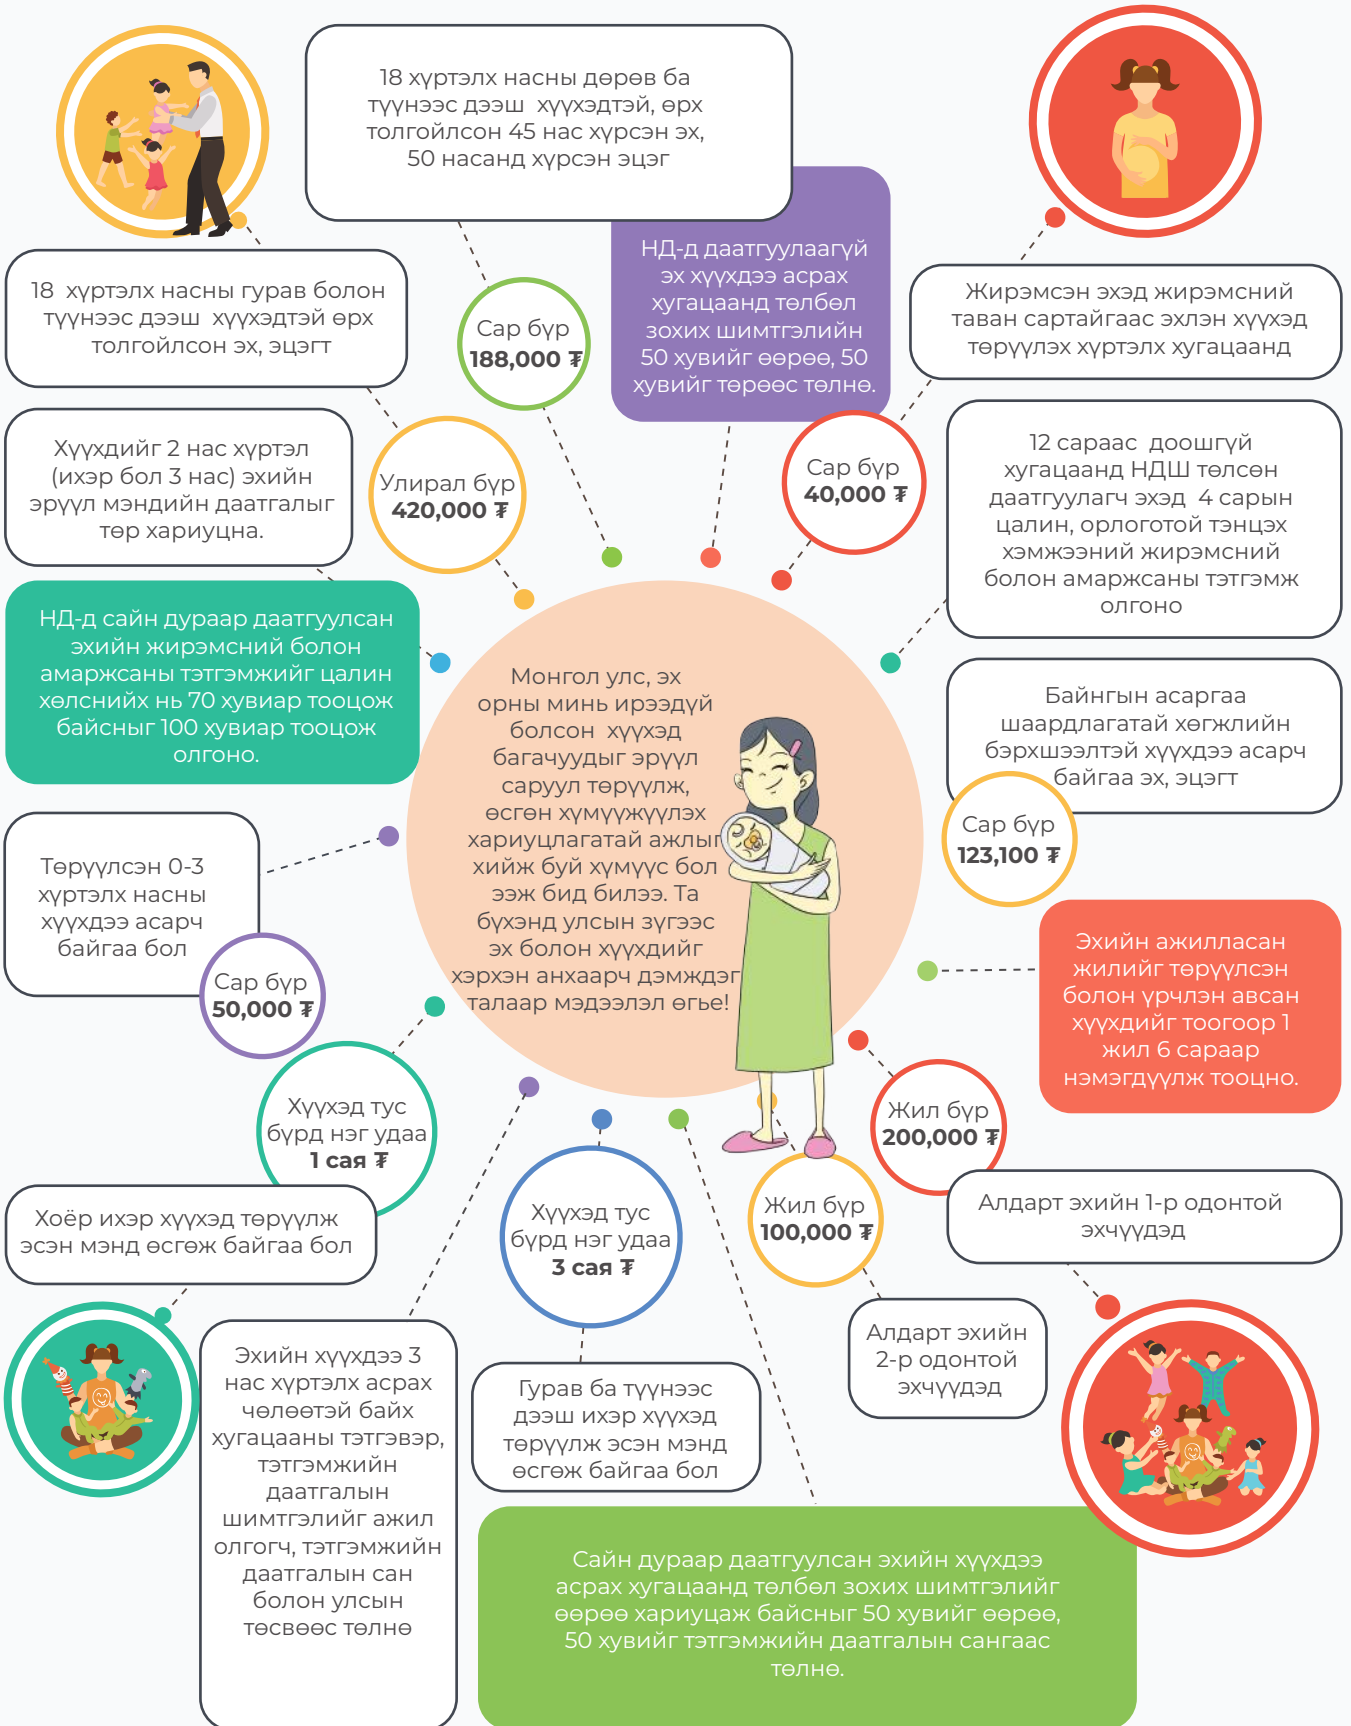 18 хүртэлх насны дөрөв ба
түүнээс дээш хүүхэдтэй, өрх
толгойлсон 45 нас хүрсэн эх,
50 насанд хүрсэн эцэг
Сар бүр
188,000 ₮
18 хүртэлх насны гурав болон
түүнээс дээш хүүхэдтэй өрх
толгойлсон эх, эцэгт
Улирал бүр
420,000 ₮
НД-д даатгуулаагүй
эх хүүхдээ асрах
хугацаанд төлбөл
зохих шимтгэлийн
50 хувийг өөрөө, 50
хувийг төрөөс төлнө.
Жирэмсэн эхэд жирэмсний
таван сартайгаас эхлэн хүүхэд
төрүүлэх хүртэлх хугацаанд
Сар бүр
40,000 ₮
Хүүхдийг 2 нас хүртэл
(ихэр бол 3 нас) эхийн
эрүүл мэндийн даатгалыг
төр хариуцна.
12 сараас доошгүй
хугацаанд НДШ төлсөн
даатгуулагч эхэд 4 сарын
цалин, орлоготой тэнцэх
хэмжээний жирэмсний
болон амаржсаны тэтгэмж
олгоно
НД-д сайн дураар даатгуулсан
эхийн жирэмсний болон
амаржсаны тэтгэмжийг цалин
хөлснийх нь 70 хувиар тооцож
байсныг 100 хувиар тооцож
олгоно.
Монгол улс, эх
орны минь ирээдүй
болсон хүүхэд
багачуудыг эрүүл
саруул төрүүлж,
өсгөн хүмүүжүүлэх
хариуцлагатай ажлыг
хийж буй хүмүүс бол
ээж бид билээ. Та
бүхэнд улсын зүгээс
эх болон хүүхдийг
хэрхэн анхаарч дэмждэг
талаар мэдээлэл өгье!
Байнгын асаргаа
шаардлагатай хөгжлийн
бэрхшээлтэй хүүхдээ асарч
байгаа эх, эцэгт
Сар бүр
123,100 ₮
Төрүүлсэн 0-3
хүртэлх насны
хүүхдээ асарч
байгаа бол
Сар бүр
50,000 ₮
Эхийн ажилласан
жилийг төрүүлсэн
болон үрчлэн авсан
хүүхдийг тоогоор 1
жил 6 сараар
нэмэгдүүлж тооцно.
Хүүхэд тус
бүрд нэг удаа
1 сая ₮
Хоёр ихэр хүүхэд төрүүлж
эсэн мэнд өсгөж байгаа бол
Хүүхэд тус
бүрд нэг удаа
3 сая ₮
Гурав ба түүнээс
дээш ихэр хүүхэд
төрүүлж эсэн мэнд
өсгөж байгаа бол
Жил бүр
200,000 ₮
Алдарт эхийн 1-р одонтой
эхчүүдэд
Жил бүр
100,000 ₮
Алдарт эхийн
2-р одонтой
эхчүүдэд
Эхийн хүүхдээ 3
нас хүртэлх асрах
чөлөөтэй байх
хугацааны тэтгэвэр,
тэтгэмжийн
даатгалын
шимтгэлийг ажил
олгогч, тэтгэмжийн
даатгалын сан
болон улсын
төсвөөс төлнө
Сайн дураар даатгуулсан эхийн хүүхдээ
асрах хугацаанд төлбөл зохих шимтгэлийг
өөрөө хариуцаж байсныг 50 хувийг өөрөө,
50 хувийг тэтгэмжийн даатгалын сангаас
төлнө.